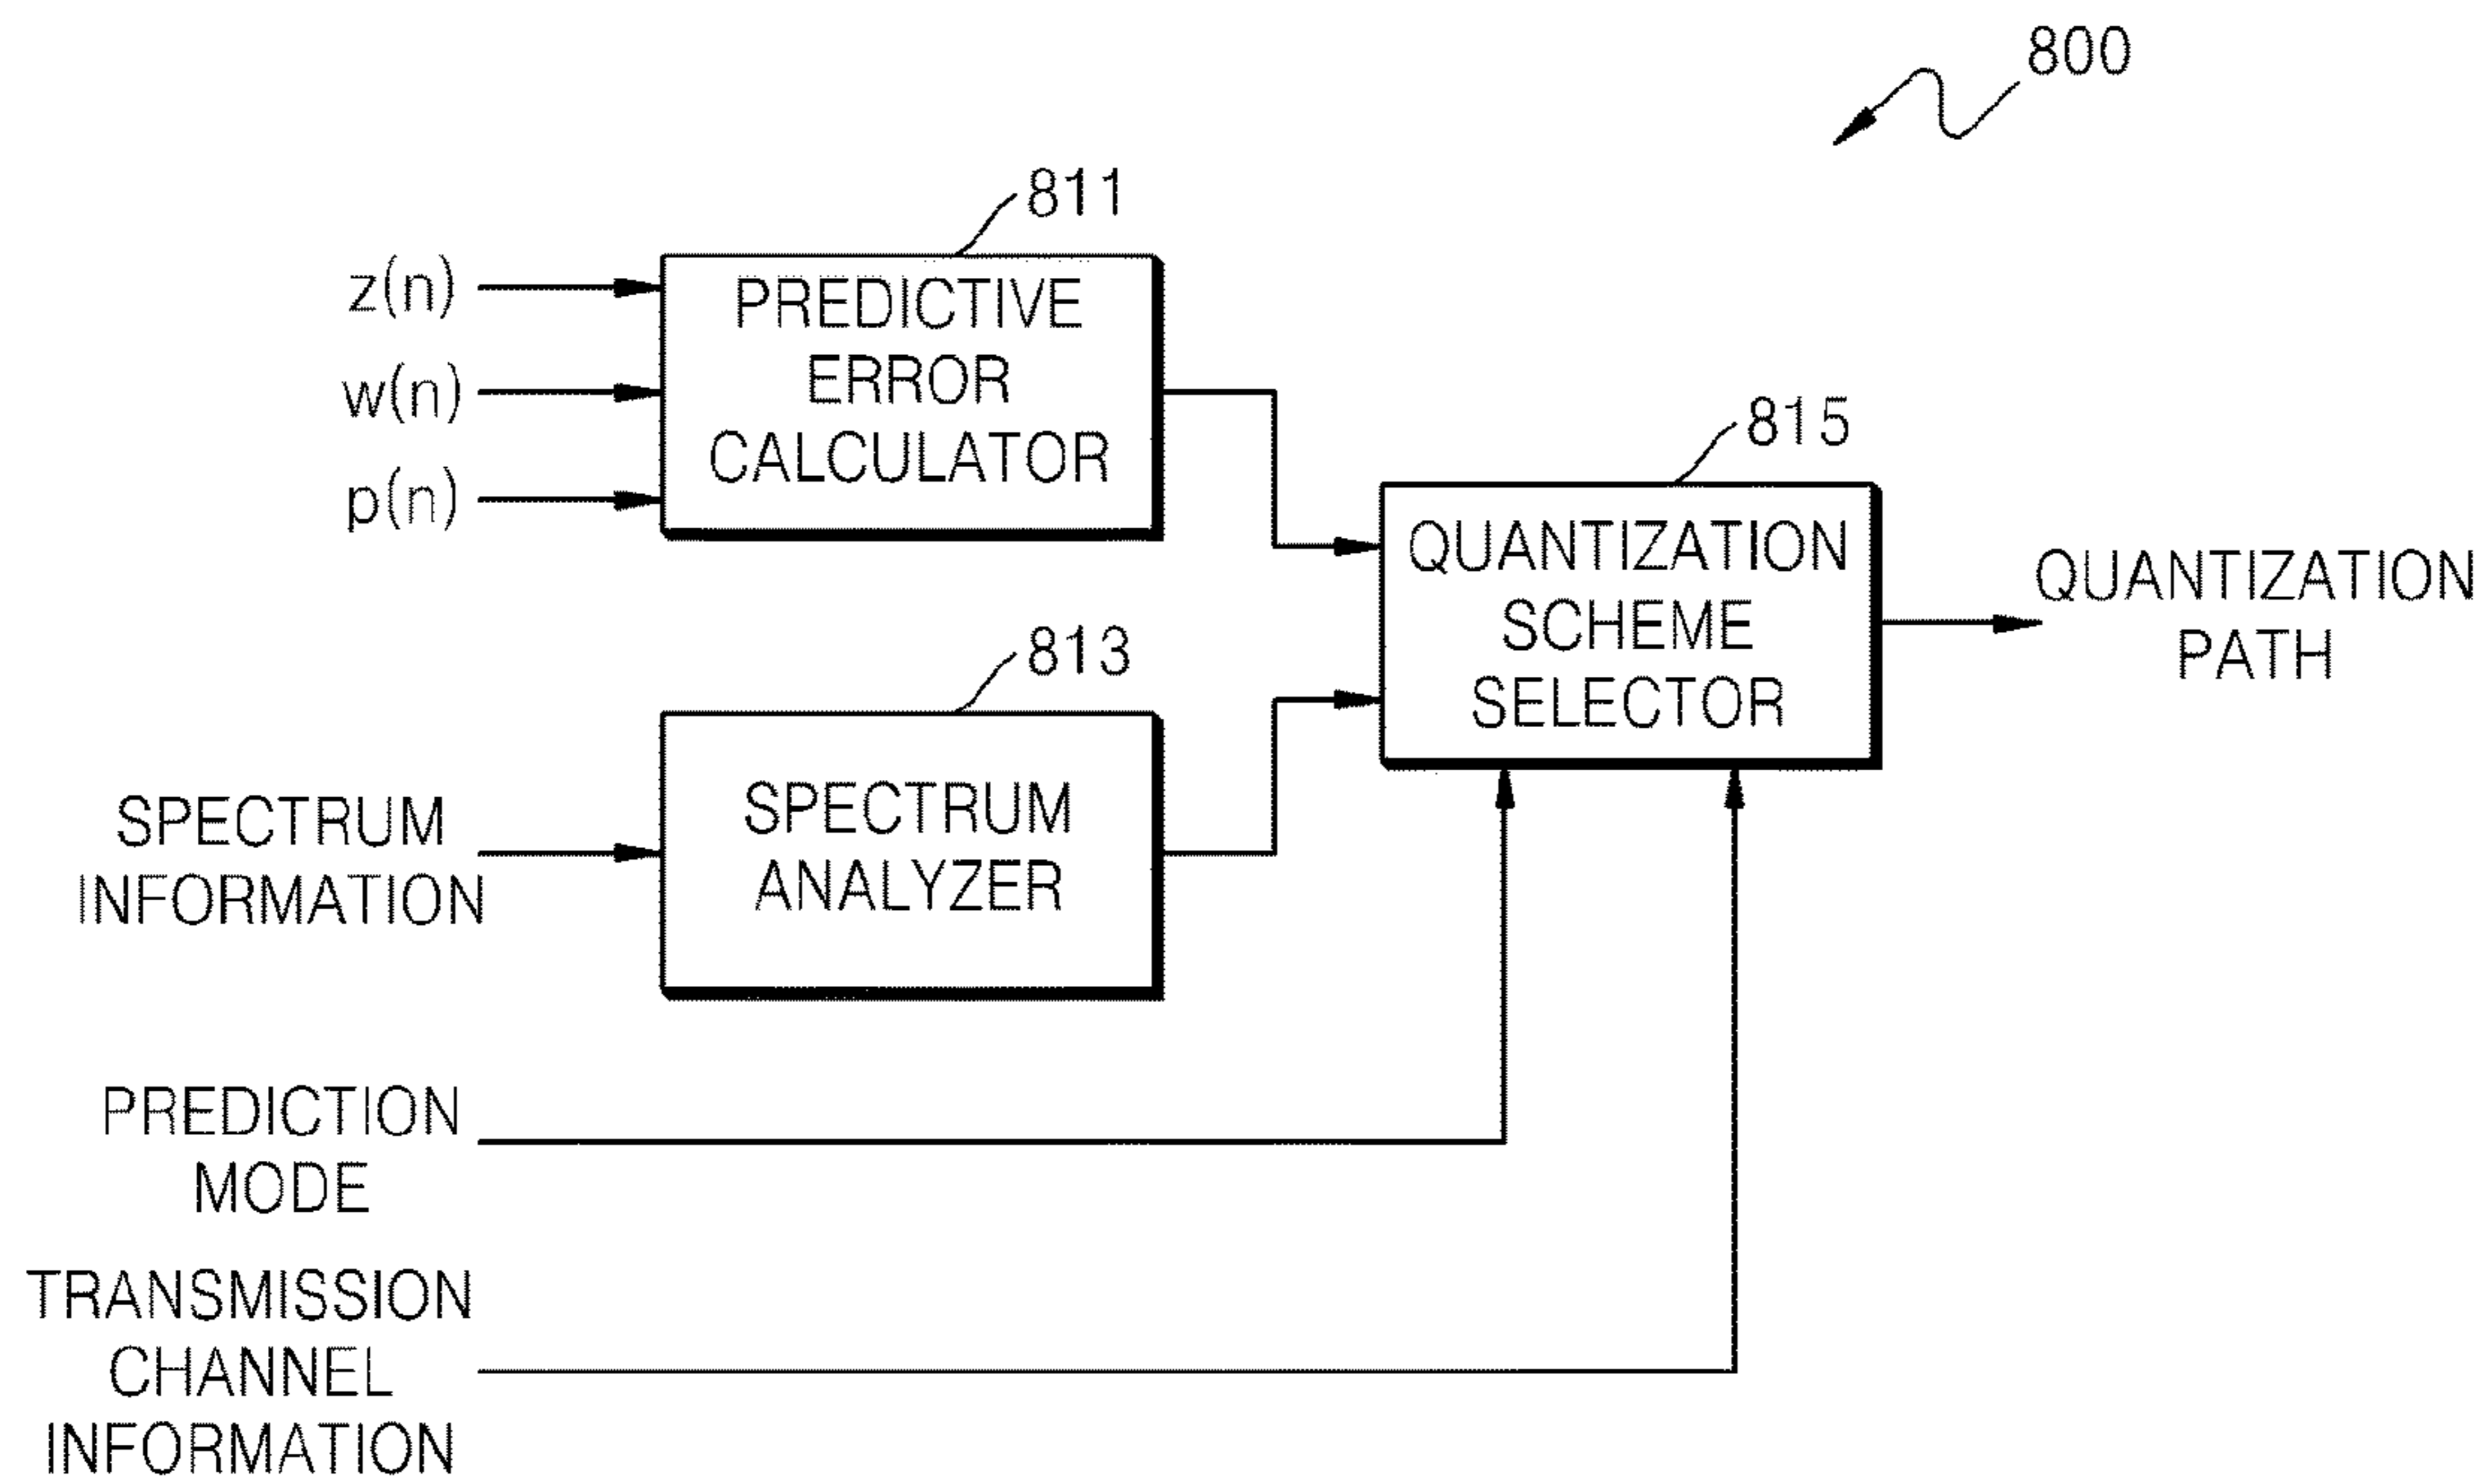 800
811
z(n)
w(n)
p(n)
PREDICTIVE
ERROR
CALCULATOR
815
QUANTIZATION
SCHEME
SELECTOR
QUANTIZATION
PATH
813
SPECTRUM
INFORMATION
SPECTRUM
ANALYZER
PREDICTION
MODE
TRANSMISSION
CHANNEL
INFORMATION